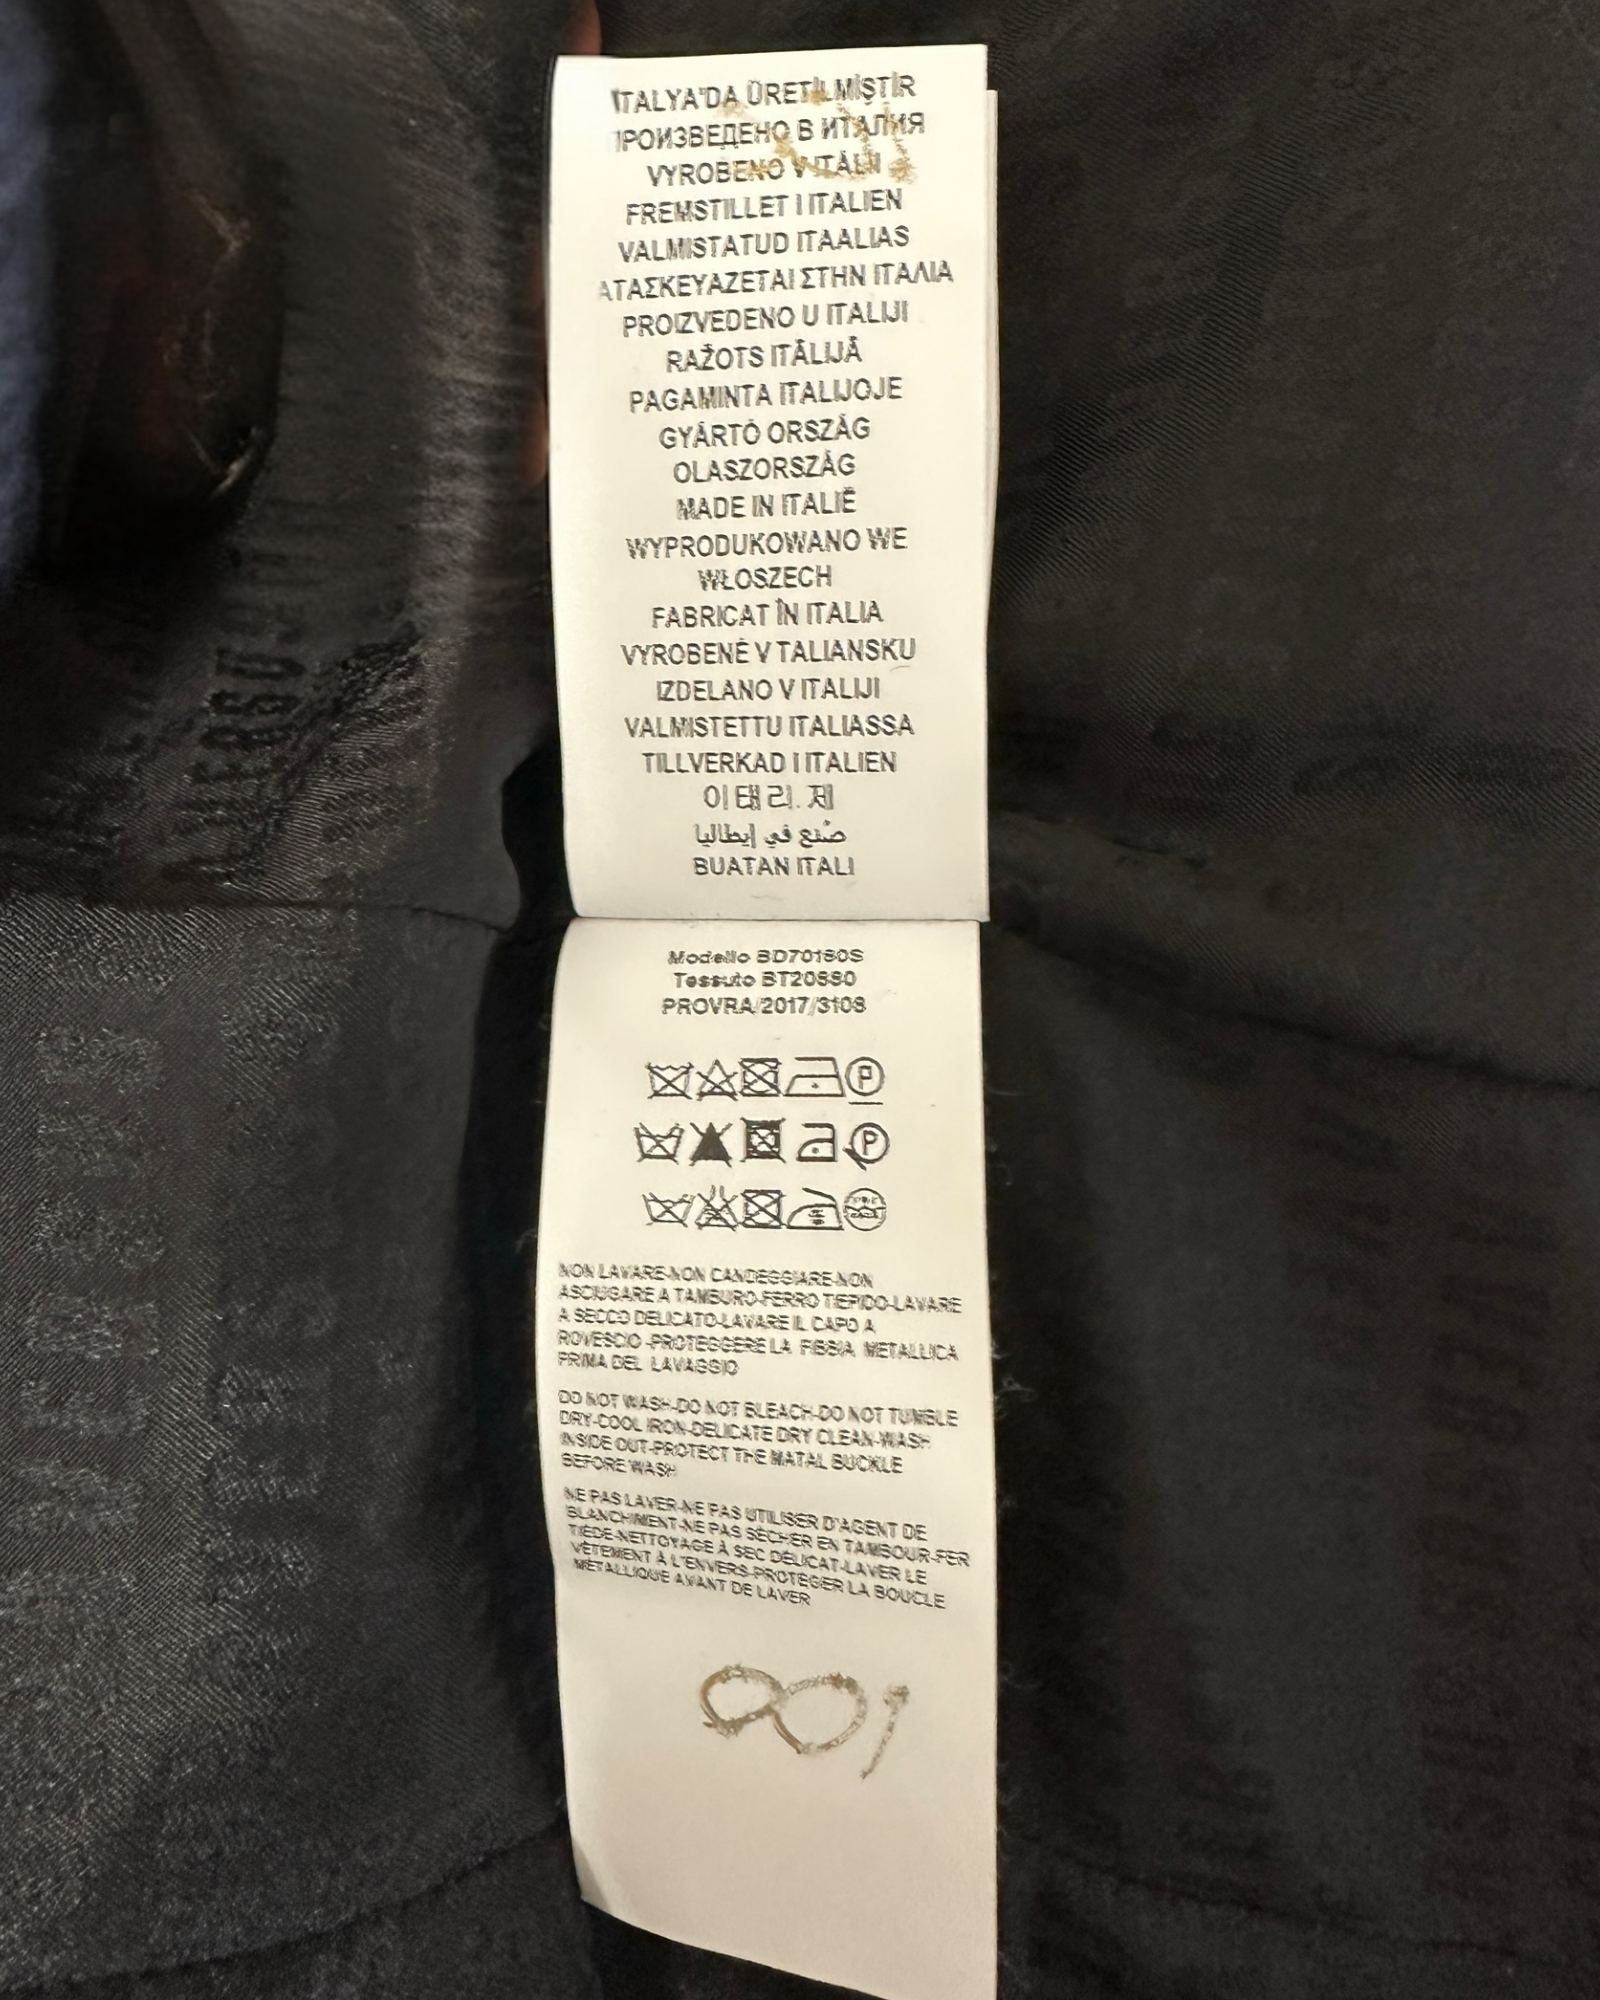 İTALYA'DA ÜRETİLMİŞTİR
ПРОИЗВЕДЕНО В ИТАЛИЯ
VYROBENO V ITÁLII
FREMSTILLET I ITALIEN
VALMISTATUD ITAALIAS
ΑΤΑΣΚΕΥΑΖΕΤΑΙ ΣΤΗΝ ΙΤΑΛΙΑ
PROIZVEDENO U ITALIJI
RAŽOTS ITĀLIJĀ
PAGAMINTA ITALIJOJE
GYÁRTÓ ORSZÁG
OLASZORSZÁG
MADE IN ITALIË
WYPRODUKOWANO WE
WŁOSZECH
FABRICAT ÎN ITALIA
VYROBENÉ V TALIANSKU
IZDELANO V ITALIJI
VALMISTETTU ITALIASSA
TILLVERKAD I ITALIEN
이태리.제
صُنع في إيطاليا
BUATAN ITALI
Modello BD70180S
Tessuto BT20880
PROVRA/2017/3108
P
P
NON LAVARE-NON CANDEGGIARE-NON
ASCIUGARE A TAMBURO-FERRO TIEPIDO-LAVARE
A SECCO DELICATO-LAVARE IL CAPO A
ROVESCIO -PROTEGGERE LA FIBBIA METALLICA
PRIMA DEL LAVAGGIO
DO NOT WASH-DO NOT BLEACH-DO NOT TUMBLE
DRY-COOL IRON-DELICATE DRY CLEAN-WASH
INSIDE OUT-PROTECT THE MATAL BUCKLE
BEFORE WASH
NE PAS LAVER-NE PAS UTILISER D'AGENT DE
BLANCHIMENT-NE PAS SÉCHER EN TAMBOUR-FER
TIÈDE-NETTOYAGE À SEC DÉLICAT-LAVER LE
VÊTEMENT À L'ENVERS-PROTÉGER LA BOUCLE
MÉTALLIQUE AVANT DE LAVER